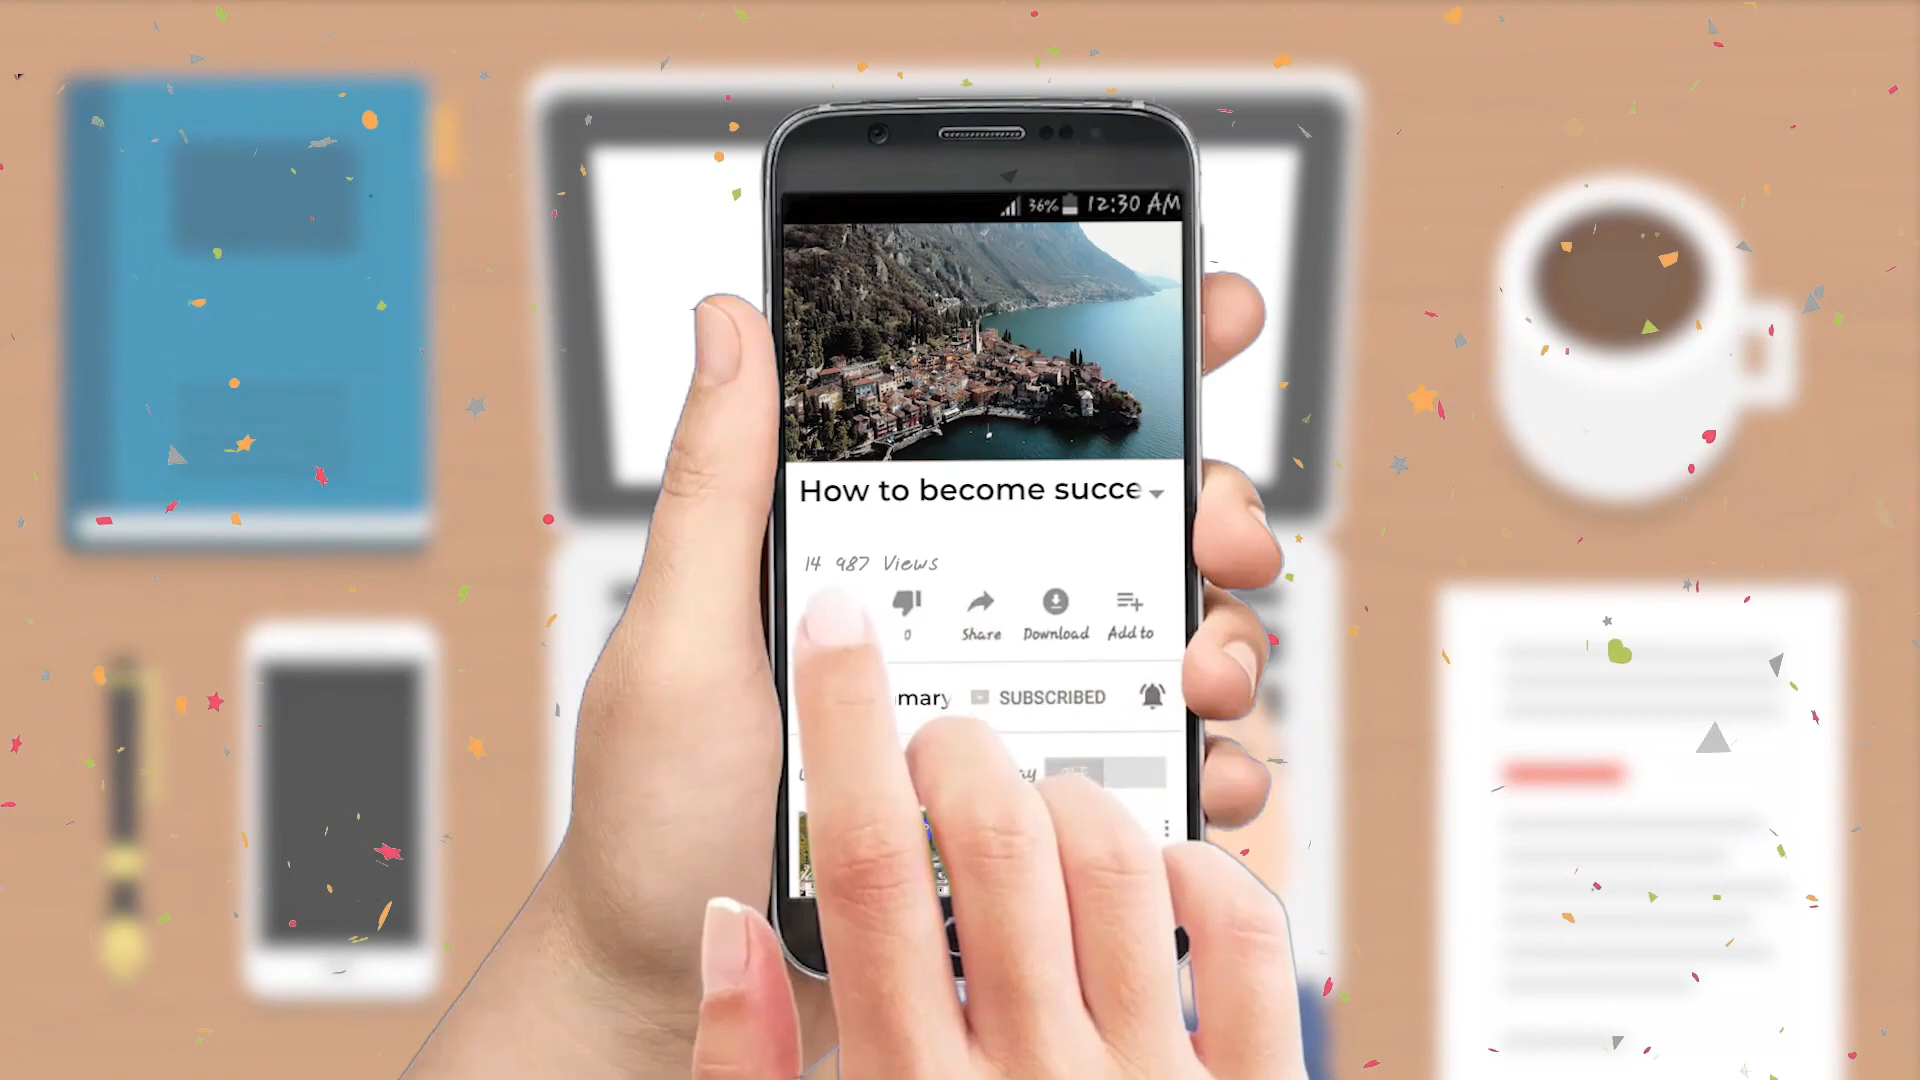 36% 12:30 AM
How to become succe
14 987 Views
0 Share Download Add to
mary SUBSCRIBED